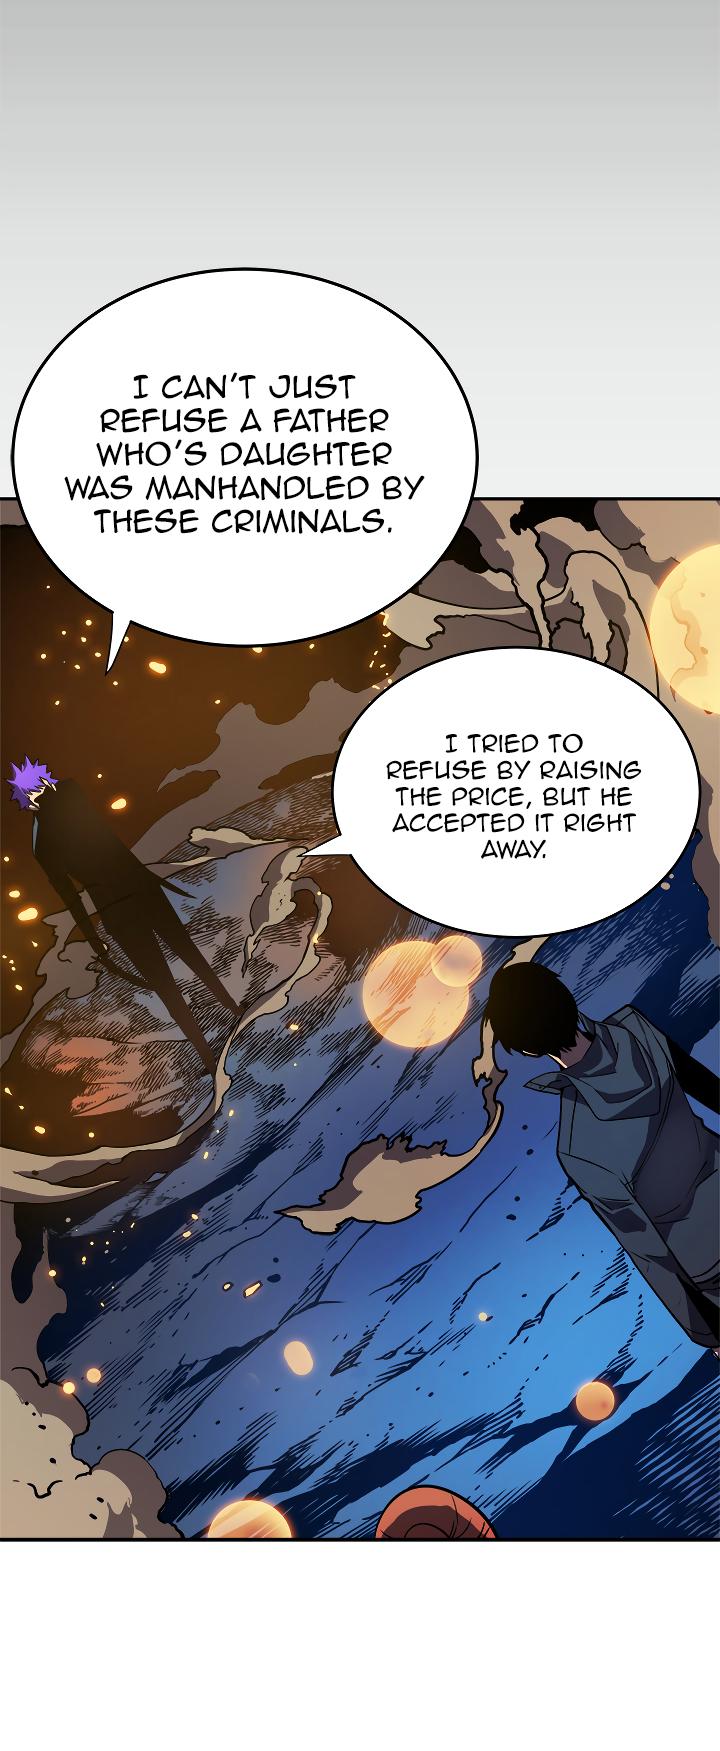 I CAN'T JUST
REFUSE A FATHER
WHO'S DAUGHTER
WAS MANHANDLED BY
THESE CRIMINALS.
I TRIED TO
REFUSE BY RAISING
THE PRICE, BUT HE
ACCEPTED IT RIGHT
AWAY.